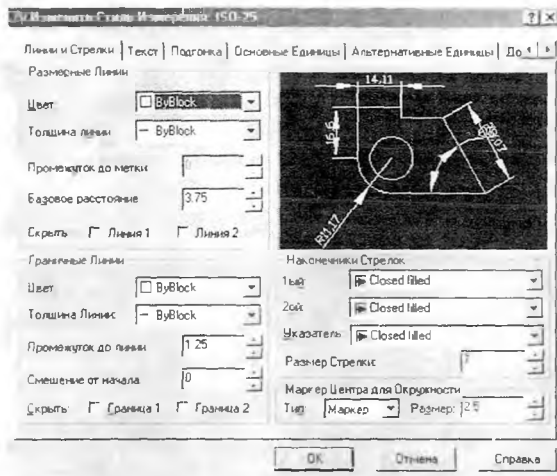 Изменить Стиль Измерения: ISO-25
Линии и Стрелки Текст Подгонка Основные Единицы Альтернативные Единицы До
Размерные Линии
Цвет ByBlock
Толщина линии ByBlock
Промежуток до метки
Базовое расстояние 3.75
Скрыть Линия 1 Линия 2
14,11
16,6
R11,17
Граничные Линии
Цвет ByBlock
Толщина Линии: ByBlock
Промежуток до линии 1.25
Смешение от начала 0
Скрыть: Граница 1 Граница 2
Наконечники Стрелок
1ый: Closed filled
2ой: Closed filled
Указатель: Closed filled
Размер Стрелки:
Маркер Центра для Окружности
Тип: Маркер Размер: 2.5
OK Отмена Справка